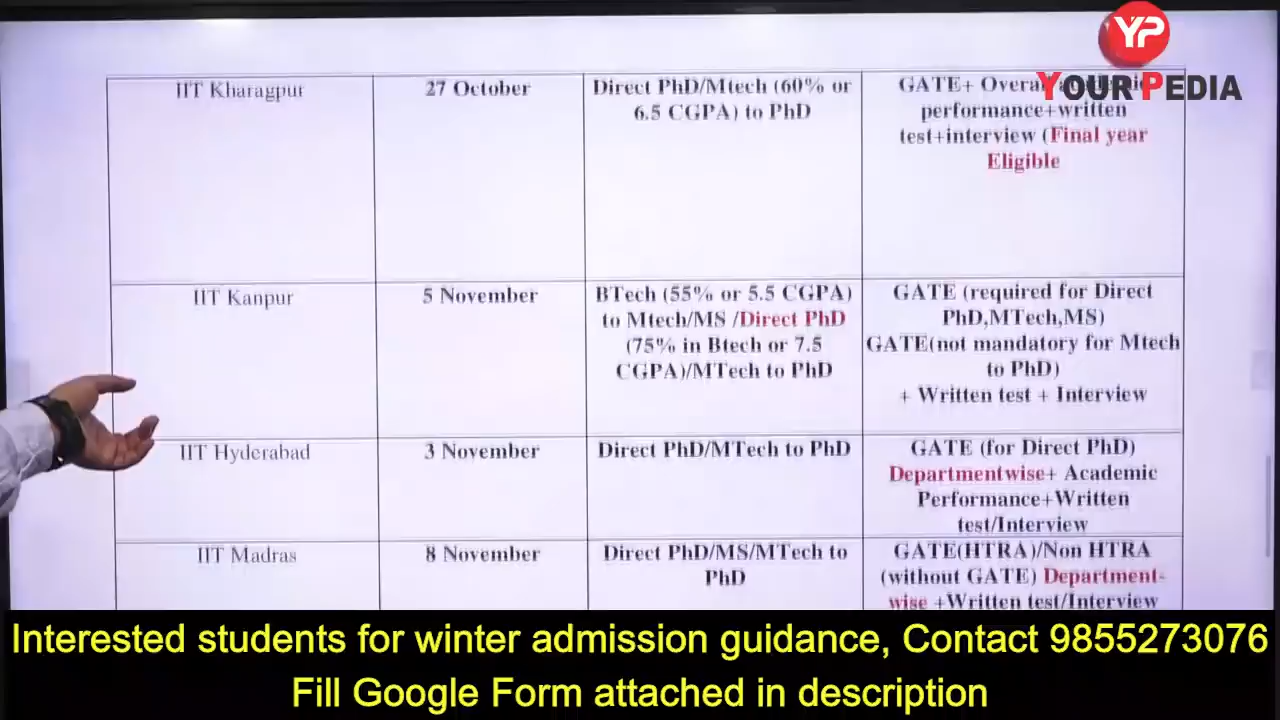 YP
YOUR PEDIA
IIT Kharagpur
27 October
Direct PhD/Mtech (60% or
6.5 CGPA) to PhD
GATE+
performance+written
test+interview (Final year
Eligible
IIT Kanpur
5 November
BTech (55% or 5.5 CGPA)
to Mtech/MS /Direct PhD
(75% in Btech or 7.5
CGPA)/MTech to PhD
GATE (required for Direct
PhD,MTech,MS)
GATE(not mandatory for Mtech
to PhD)
+ Written test + Interview
IIT Hyderabad
3 November
Direct PhD/MTech to PhD
GATE (for Direct PhD)
Departmentwise+ Academic
Performance+Written
test/Interview
IIT Madras
8 November
Direct PhD/MS/MTech to
PhD
GATE(HTRA)/Non HTRA
(without GATE) Department-
wise +Written test/Interview
Interested students for winter admission guidance, Contact 9855273076
Fill Google Form attached in description